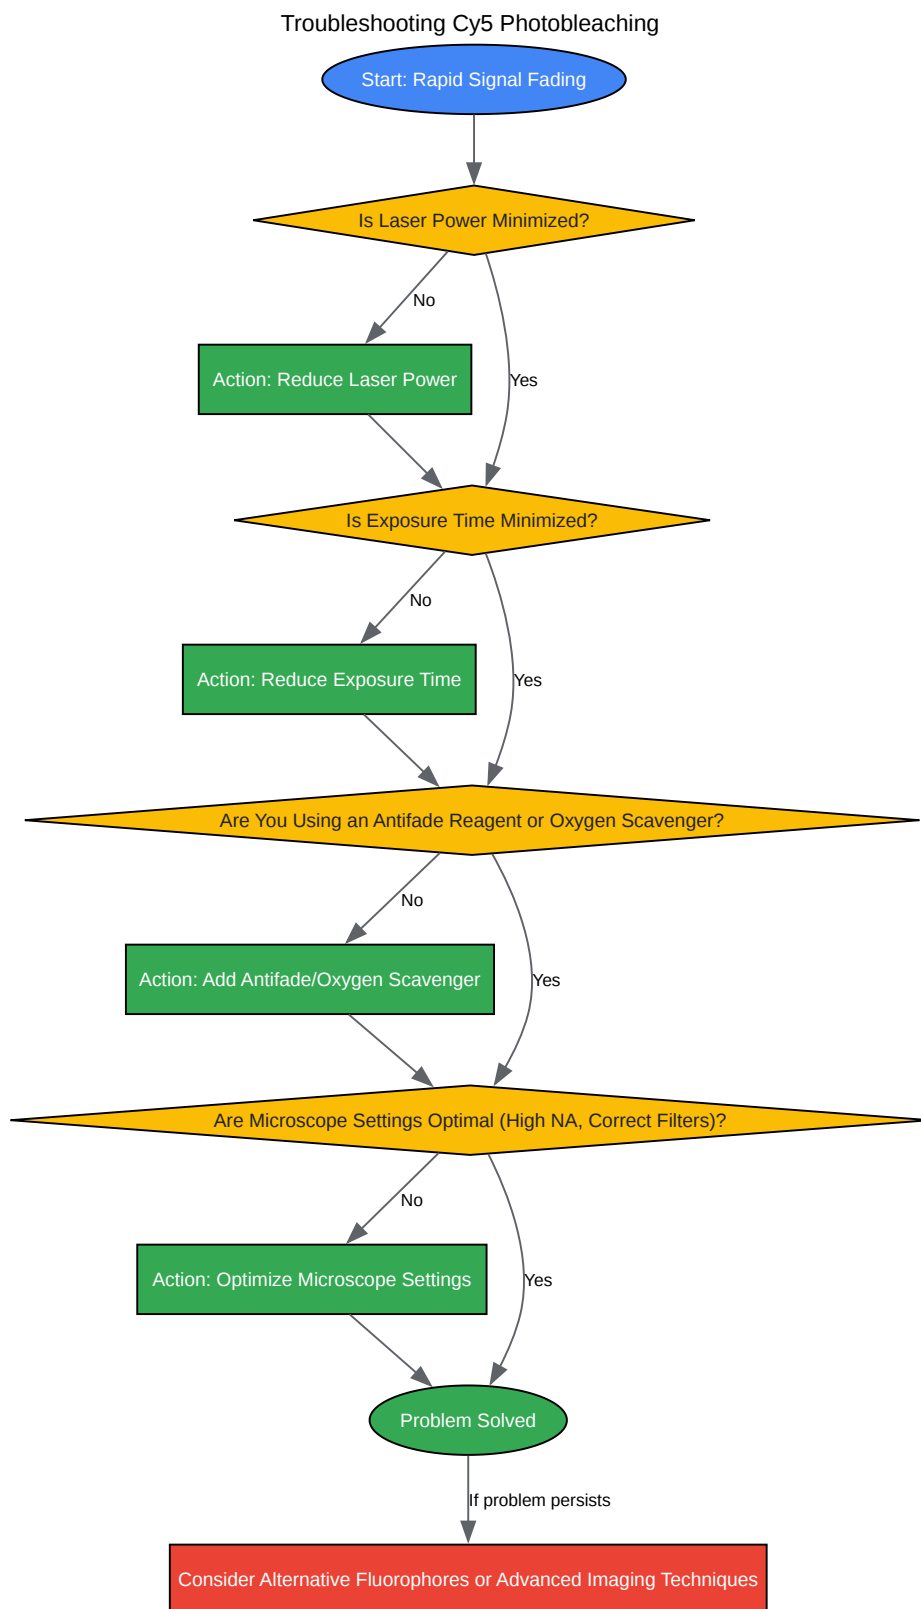 Troubleshooting Cy5 Photobleaching
Start: Rapid Signal Fading
Is Laser Power Minimized?
No
Action: Reduce Laser Power
Yes
Is Exposure Time Minimized?
No
Action: Reduce Exposure Time
Yes
Are You Using an Antifade Reagent or Oxygen Scavenger?
No
Action: Add Antifade/Oxygen Scavenger
Yes
Are Microscope Settings Optimal (High NA, Correct Filters)?
No
Action: Optimize Microscope Settings
Yes
Problem Solved
If problem persists
Consider Alternative Fluorophores or Advanced Imaging Techniques